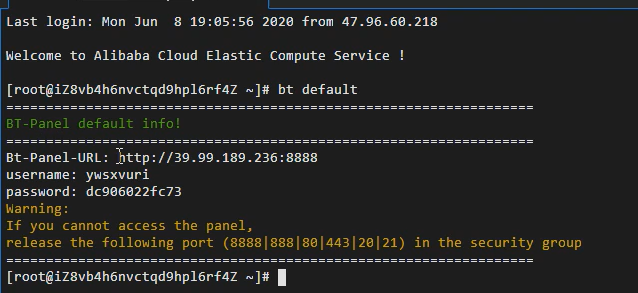 Last login: Mon Jun  8 19:05:56 2020 from 47.96.60.218
Welcome to Alibaba Cloud Elastic Compute Service !
[root@iZ8vb4h6nvctqd9hpl6rf4Z ~]# bt default
==================================================================
BT-Panel default info!
==================================================================
Bt-Panel-URL: http://39.99.189.236:8888
username: ywsxvuri
password: dc906022fc73
Warning:
If you cannot access the panel,
release the following port (8888|888|80|443|20|21) in the security group
==================================================================
[root@iZ8vb4h6nvctqd9hpl6rf4Z ~]#